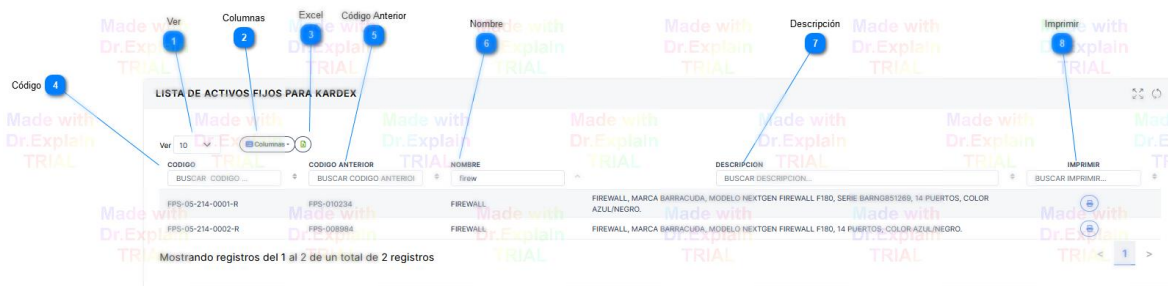 Ver
Columnas
Excel
Código Anterior
Nombre
Descripción
Imprimir
1
2
3
5
6
7
8
Código 4
LISTA DE ACTIVOS FIJOS PARA KARDEX
Ver 10 Columnas
CODIGO CODIGO ANTERIOR NOMBRE DESCRIPCION IMPRIMIR
BUSCAR CODIGO ... BUSCAR CODIGO ANTERIOR firew BUSCAR DESCRIPCION... BUSCAR IMPRIMIR...
FPS-05-214-0001-R FPS-010234 FIREWALL FIREWALL, MARCA BARRACUDA, MODELO NEXTGEN FIREWALL F180, SERIE BARNG851269, 14 PUERTOS, COLOR
AZUL/NEGRO.
FPS-05-214-0002-R FPS-008984 FIREWALL FIREWALL, MARCA BARRACUDA, MODELO NEXTGEN FIREWALL F180, 14 PUERTOS, COLOR AZUL/NEGRO.
Mostrando registros del 1 al 2 de un total de 2 registros
< 1 >
Made with
Dr.Explain
TRIAL